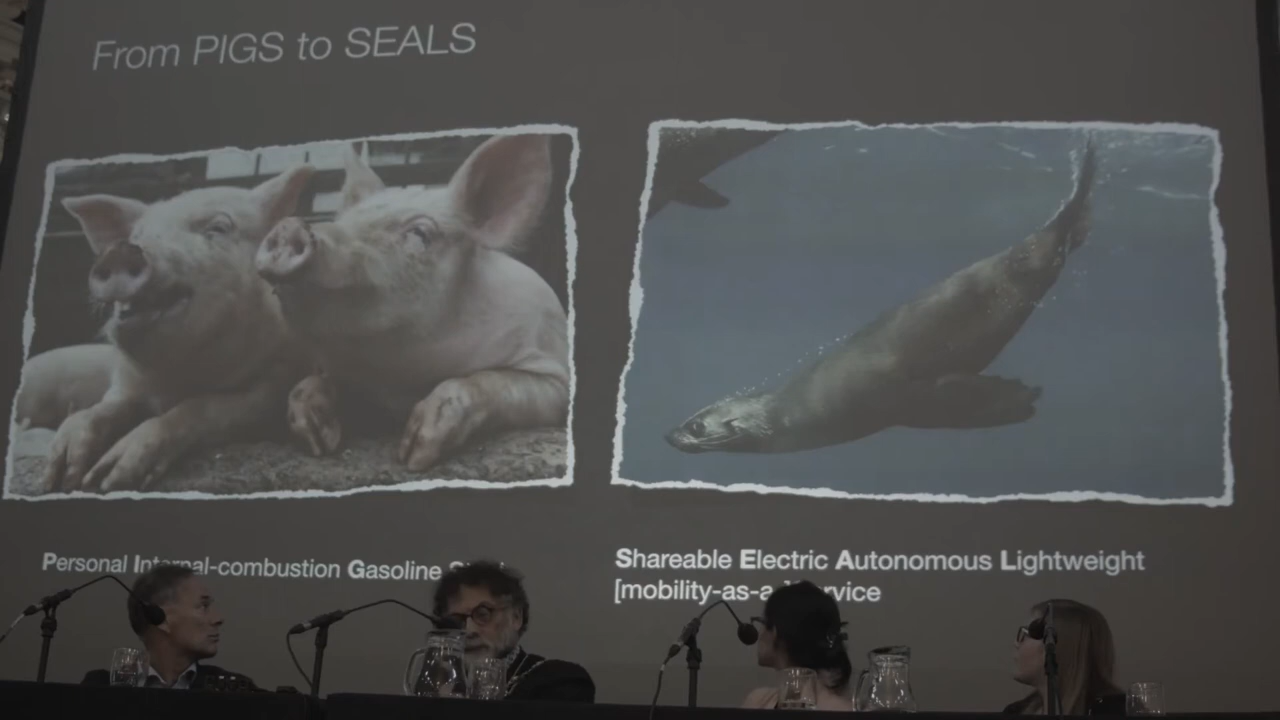 From PIGS to SEALS
Personal Internal-combustion Gasoline
Shareable Electric Autonomous Lightweight
[mobility-as-a